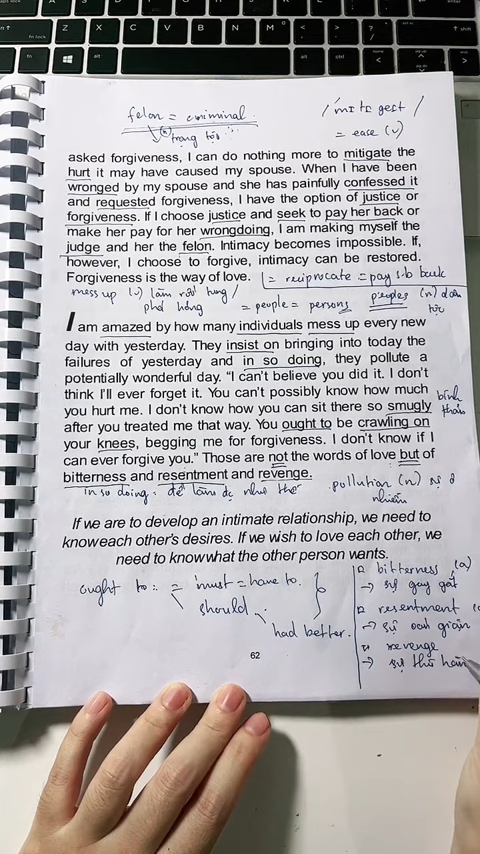 felon = criminal
trọng tội
/ˈmɪtɪgeɪt/
= ease (v)
asked forgiveness, I can do nothing more to mitigate the
hurt it may have caused my spouse. When I have been
wronged by my spouse and she has painfully confessed it
and requested forgiveness, I have the option of justice or
forgiveness. If I choose justice and seek to pay her back or
make her pay for her wrongdoing, I am making myself the
judge and her the felon. Intimacy becomes impossible. If,
however, I choose to forgive, intimacy can be restored.
Forgiveness is the way of love.
= reciprocate = pay s.b back
mess up (v) làm rối tung /
phá hỏng
= people = persons
peoples (n) dân
tộc
I am amazed by how many individuals mess up every new
day with yesterday. They insist on bringing into today the
failures of yesterday and in so doing, they pollute a
potentially wonderful day. “I can't believe you did it. I don't
think I'll ever forget it. You can't possibly know how much
you hurt me. I don't know how you can sit there so smugly
after you treated me that way. You ought to be crawling on
your knees, begging me for forgiveness. I don't know if I
can ever forgive you.” Those are not the words of love but of
bitterness and resentment and revenge.
bình
thản
in so doing: để làm đc như thế
pollution (n) sự ô
nhiễm
If we are to develop an intimate relationship, we need to
know each other's desires. If we wish to love each other, we
need to know what the other person wants.
ought to: = must = have to.
should
had better.
bitterness (a)
→ sự gay gắt
resentment
→ sự oán giận
revenge
→ sự thù hằn
62